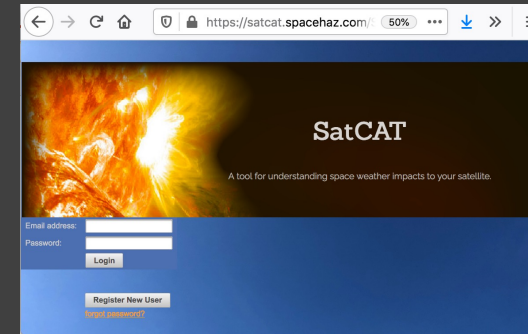 https://satcat.spacehaz.com/ 50%
SatCAT
A tool for understanding space weather impacts to your satellite.
Email address:
Password:
Login
Register New User
forgot password?